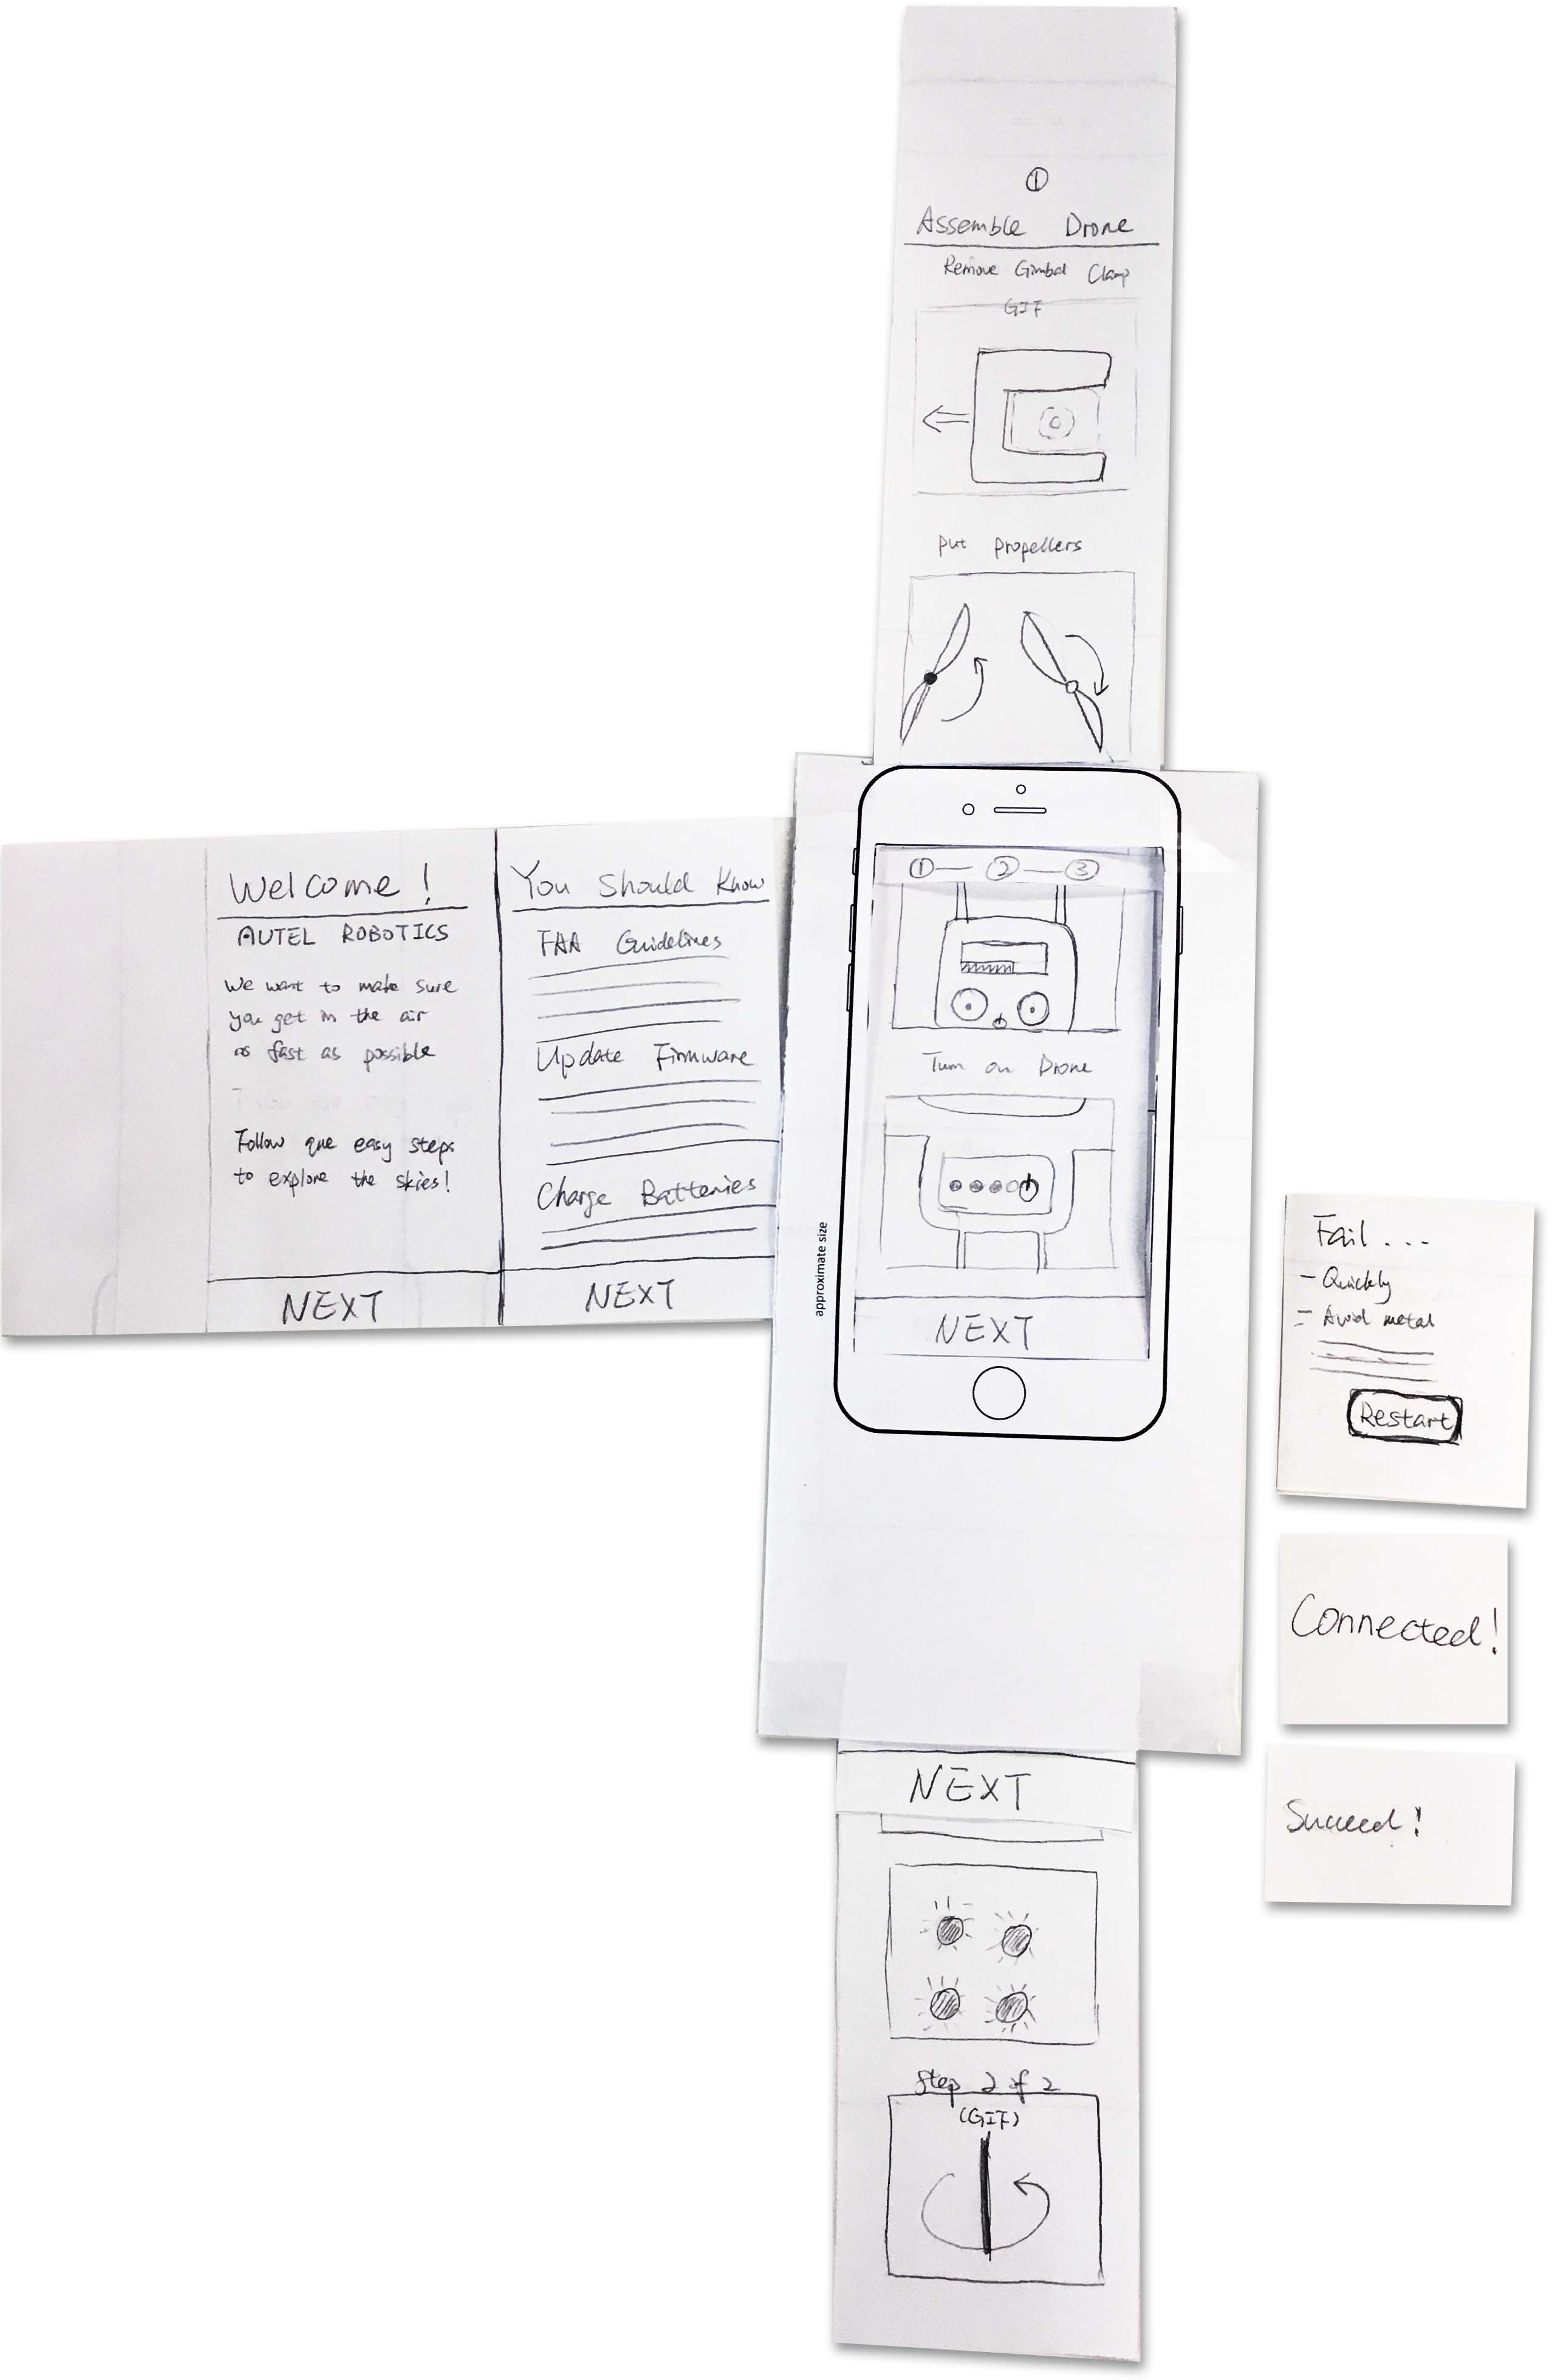 ①
Assemble Drone
Remove Gimbal Clamp
GIF
Put propellers
Welcome!
AUTEL ROBOTICS
We want to make sure
you get in the air
as fast as possible
Follow easy steps
to explore the skies!
NEXT
You Should Know
FAA Guidelines
Update Firmware
Charge Batteries
NEXT
① — ② — ③
Turn on Drone
NEXT
approximate size
Fail ...
- Quickly
- Avoid metal
Restart
Connected!
Succeed!
NEXT
Step 2 of 2
(GIF)